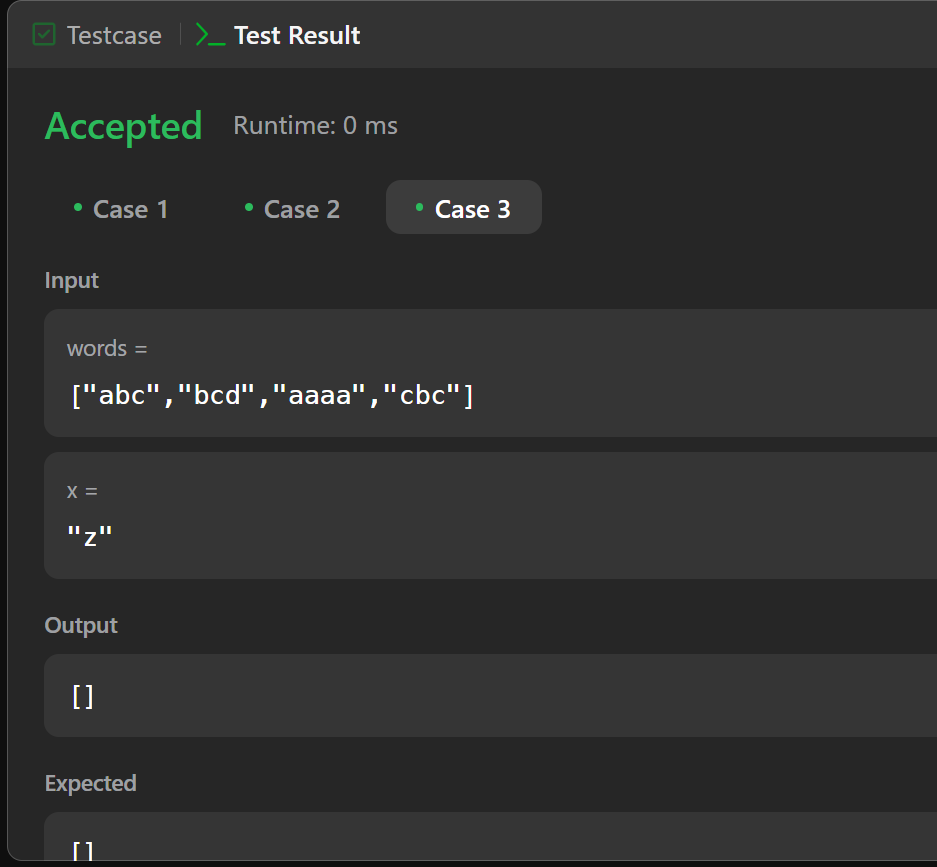 Testcase | Test Result
Accepted Runtime: 0 ms
Case 1 Case 2 Case 3
Input
words =
["abc","bcd","aaaa","cbc"]
x =
"z"
Output
[]
Expected
[]